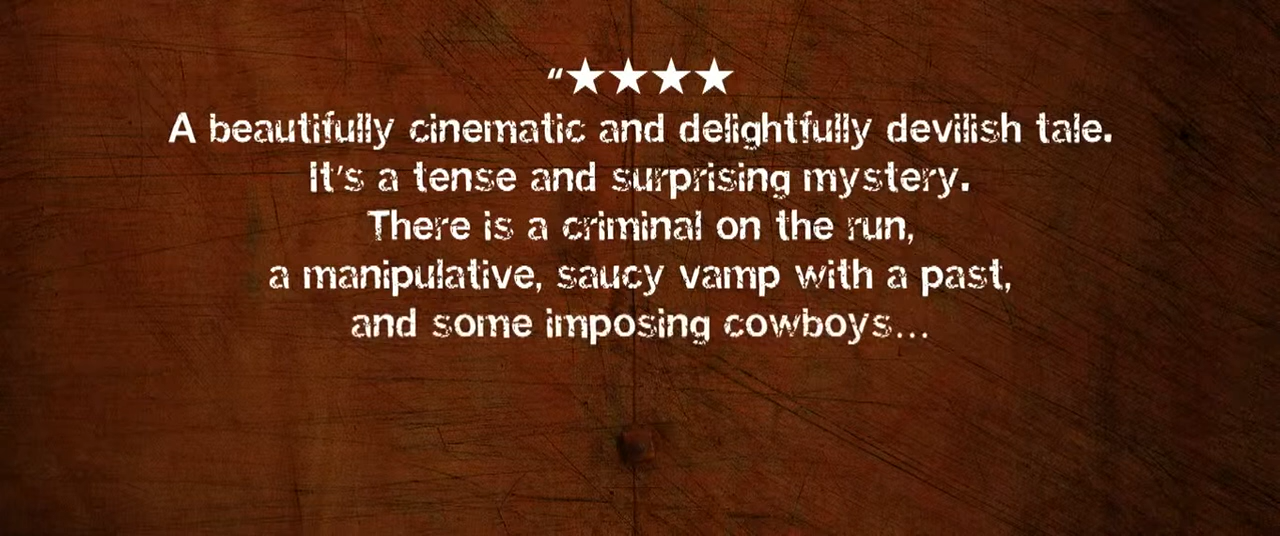 “★★★★
A beautifully cinematic and delightfully devilish tale.
It's a tense and surprising mystery.
There is a criminal on the run,
a manipulative, saucy vamp with a past,
and some imposing cowboys...